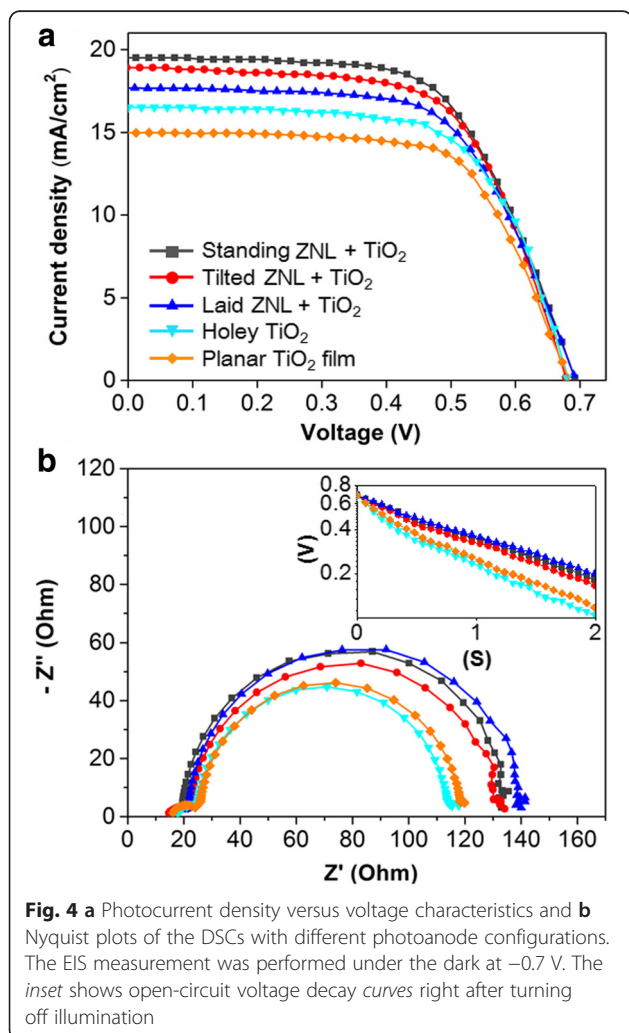 a
20
15
10
5
0
Current density (mA/cm²)
Standing ZNL + TiO₂
Tilted ZNL + TiO₂
Laid ZNL + TiO₂
Holey TiO₂
Planar TiO₂ film
0.0 0.1 0.2 0.3 0.4 0.5 0.6 0.7
Voltage (V)
b
120
100
80
60
40
20
0
- Z" (Ohm)
0.8
0.6
0.4
0.2
(V)
0 1 2
(S)
0 20 40 60 80 100 120 140 160
Z' (Ohm)
Fig. 4 a Photocurrent density versus voltage characteristics and b
Nyquist plots of the DSCs with different photoanode configurations.
The EIS measurement was performed under the dark at −0.7 V. The
inset shows open-circuit voltage decay curves right after turning
off illumination